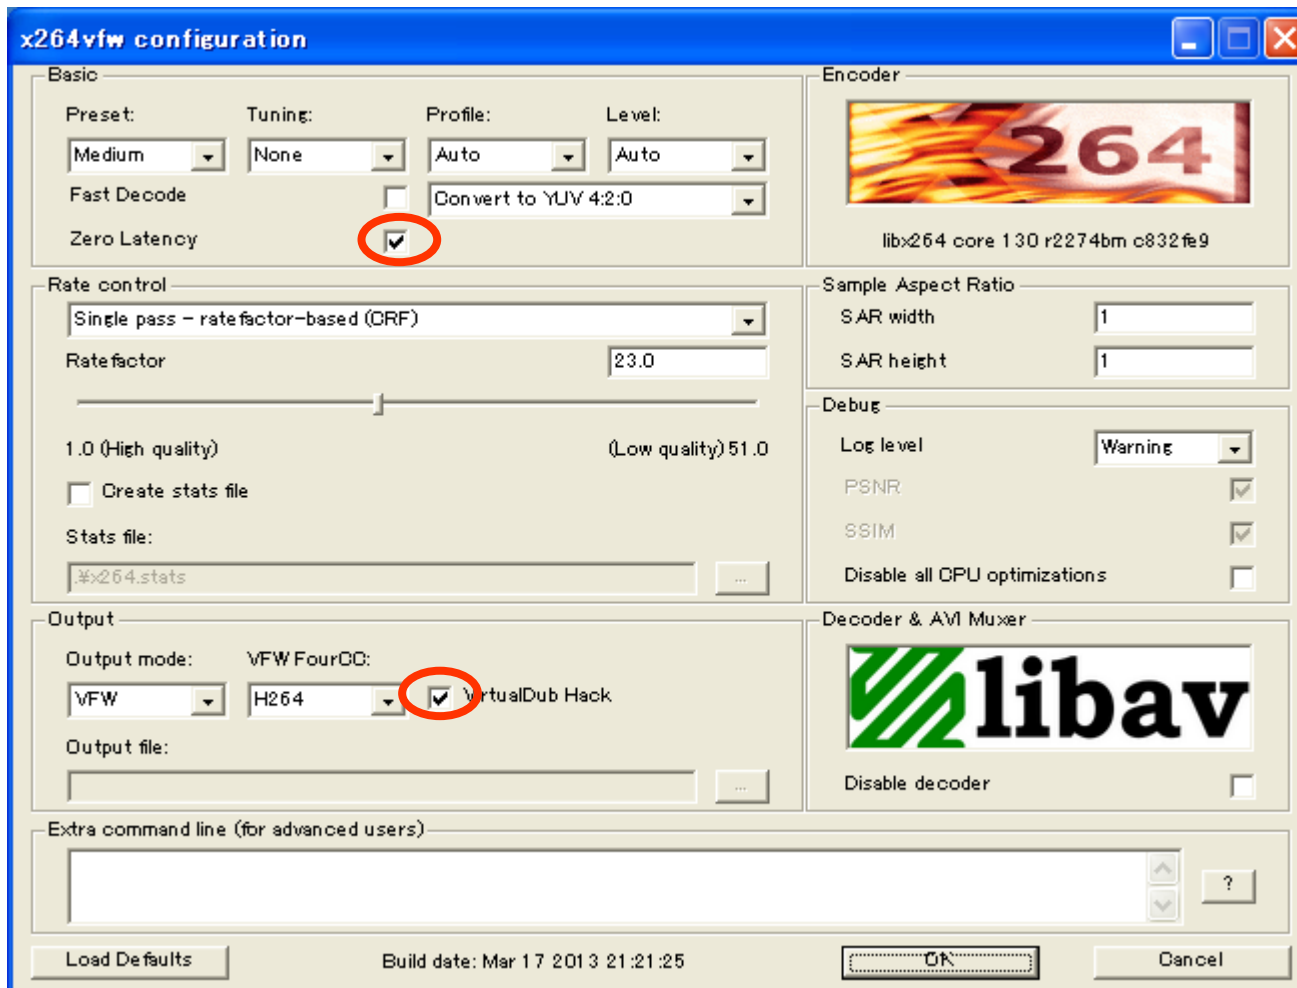 x264vfw configuration
Basic
Preset:
Tuning:
Profile:
Level:
Medium
None
Auto
Auto
Fast Decode
Convert to YUV 4:2:0
Zero Latency
Rate control
Single pass - ratefactor-based (CRF)
Ratefactor
23.0
1.0 (High quality)
(Low quality) 51.0
Create stats file
Stats file:
.¥x264.stats
...
Output
Output mode:
VFW FourCC:
VFW
H264
VirtualDub Hack
Output file:
...
Encoder
264
libx264 core 130 r2274bm c832fe9
Sample Aspect Ratio
SAR width
1
SAR height
1
Debug
Log level
Warning
PSNR
SSIM
Disable all CPU optimizations
Decoder & AVI Muxer
libav
Disable decoder
Extra command line (for advanced users)
?
Load Defaults
Build date: Mar 17 2013 21:21:25
OK
Cancel